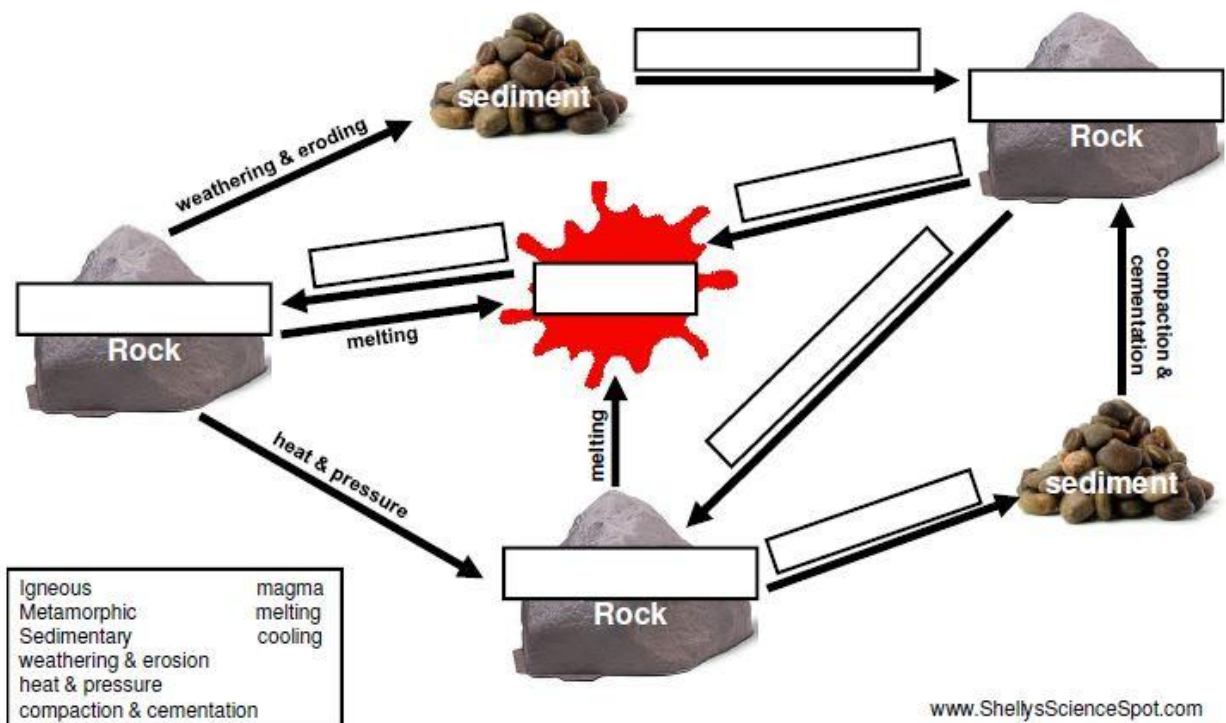 sediment
Rock
weathering & eroding
compaction &
cementation
Rock
melting
melting
heat & pressure
sediment
Rock
Igneous magma
Metamorphic melting
Sedimentary cooling
weathering & erosion
heat & pressure
compaction & cementation
www.ShellysScienceSpot.com